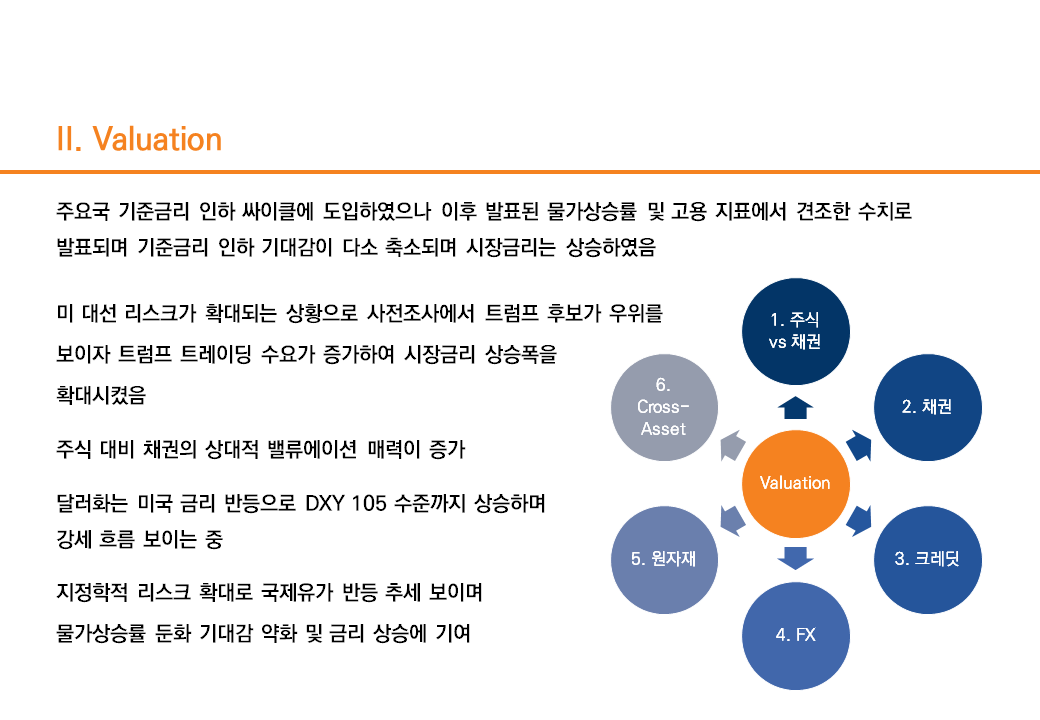 II. Valuation
주요국 기준금리 인하 싸이클에 도입하였으나 이후 발표된 물가상승률 및 고용 지표에서 견조한 수치로
발표되며 기준금리 인하 기대감이 다소 축소되며 시장금리는 상승하였음
미 대선 리스크가 확대되는 상황으로 사전조사에서 트럼프 후보가 우위를
보이자 트럼프 트레이딩 수요가 증가하여 시장금리 상승폭을
확대시켰음
주식 대비 채권의 상대적 밸류에이션 매력이 증가
달러화는 미국 금리 반등으로 DXY 105 수준까지 상승하며
강세 흐름 보이는 중
지정학적 리스크 확대로 국제유가 반등 추세 보이며
물가상승률 둔화 기대감 약화 및 금리 상승에 기여
1. 주식
vs 채권
2. 채권
3. 크레딧
4. FX
5. 원자재
6.
Cross-
Asset
Valuation